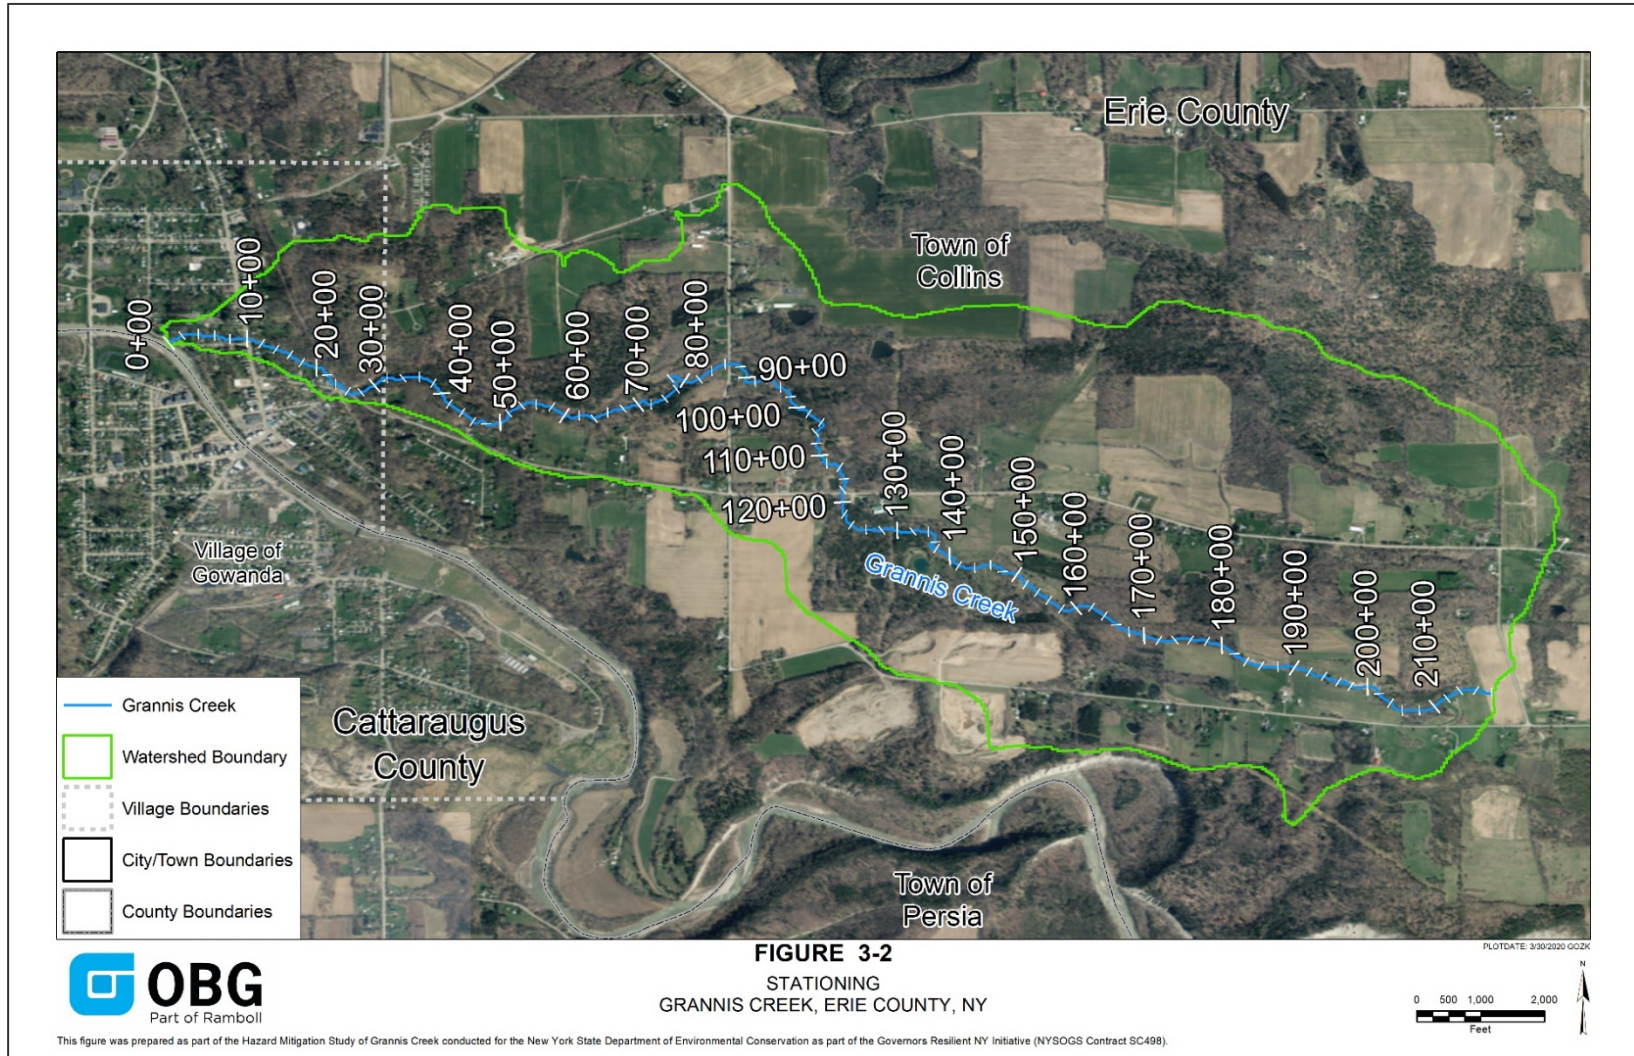 Erie County
Town of
Collins
0+00
10+00
20+00
30+00
40+00
50+00
60+00
70+00
80+00
90+00
100+00
110+00
120+00
130+00
140+00
150+00
160+00
170+00
180+00
190+00
200+00
210+00
Grannis Creek
Village of
Gowanda
Cattaraugus
County
Town of
Persia
Grannis Creek
Watershed Boundary
Village Boundaries
City/Town Boundaries
County Boundaries
OBG
Part of Ramboll
FIGURE 3-2
STATIONING
GRANNIS CREEK, ERIE COUNTY, NY
PLOTDATE: 3/30/2020 GOZK
N
0 500 1,000 2,000
Feet
This figure was prepared as part of the Hazard Mitigation Study of Grannis Creek conducted for the New York State Department of Environmental Conservation as part of the Governors Resilient NY Initiative (NYSOGS Contract SC498).